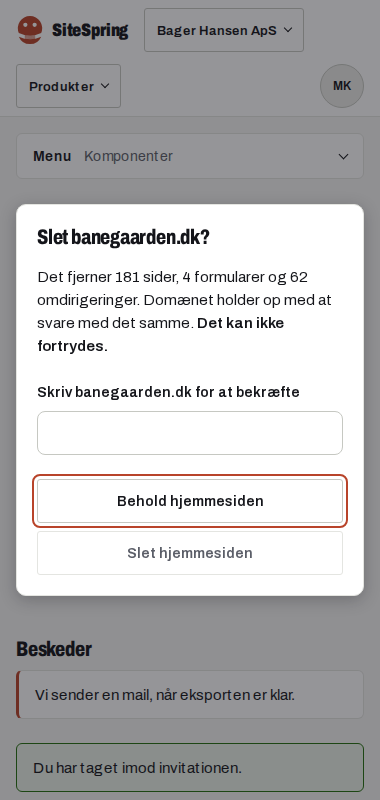 SiteSpring
Bager Hansen ApS
Produkter
MK
Menu Komponenter
Slet banegaarden.dk?
Det fjerner 181 sider, 4 formularer og 62
omdirigeringer. Domænet holder op med at
svare med det samme. Det kan ikke
fortrydes.
Skriv banegaarden.dk for at bekræfte
Behold hjemmesiden
Slet hjemmesiden
Beskeder
Vi sender en mail, når eksporten er klar.
Du har taget imod invitationen.